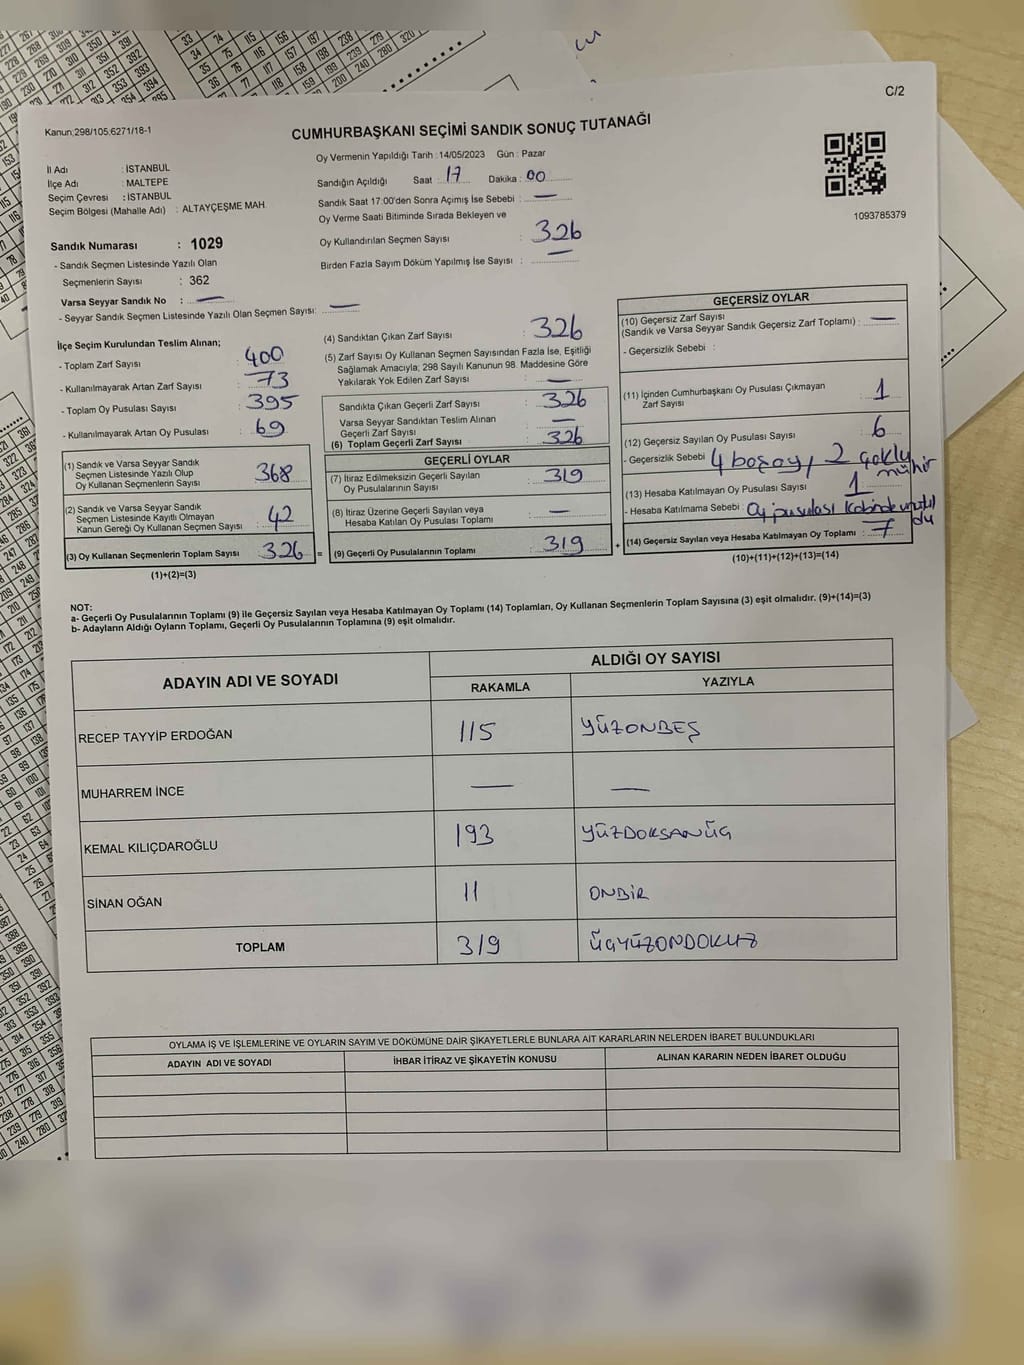 C/2
Kanun:298/105;6271/18-1
CUMHURBAŞKANI SEÇİMİ SANDIK SONUÇ TUTANAĞI
İl Adı : İSTANBUL
İlçe Adı : MALTEPE
Seçim Çevresi : İSTANBUL
Seçim Bölgesi (Mahalle Adı) : ALTAYÇEŞME MAH.
Oy Vermenin Yapıldığı Tarih : 14/05/2023 Gün : Pazar
Sandığın Açıldığı Saat : 17 Dakika : 00
Sandık Saat 17:00'den Sonra Açılmış İse Sebebi : —
Oy Verme Saati Bitiminde Sırada Bekleyen ve
Oy Kullandırılan Seçmen Sayısı : 326
Birden Fazla Sayım Döküm Yapılmış İse Sayısı : —
1093785379
Sandık Numarası : 1029
- Sandık Seçmen Listesinde Yazılı Olan
Seçmenlerin Sayısı : 362
Varsa Seyyar Sandık No : —
- Seyyar Sandık Seçmen Listesinde Yazılı Olan Seçmen Sayısı: —
İlçe Seçim Kurulundan Teslim Alınan;
- Toplam Zarf Sayısı : 400
- Kullanılmayarak Artan Zarf Sayısı : 73
- Toplam Oy Pusulası Sayısı : 395
- Kullanılmayarak Artan Oy Pusulası : 69
(1) Sandık ve Varsa Seyyar Sandık
Seçmen Listesinde Yazılı Olup
Oy Kullanan Seçmenlerin Sayısı : 368
(2) Sandık ve Varsa Seyyar Sandık
Seçmen Listesinde Kayıtlı Olmayan
Kanun Gereği Oy Kullanan Seçmen Sayısı : 42
(3) Oy Kullanan Seçmenlerin Toplam Sayısı : 326 =
(1)+(2)=(3)
(4) Sandıktan Çıkan Zarf Sayısı : 326
(5) Zarf Sayısı Oy Kullanan Seçmen Sayısından Fazla İse, Eşitliği
Sağlamak Amacıyla; 298 Sayılı Kanunun 98. Maddesine Göre
Yakılarak Yok Edilen Zarf Sayısı : —
Sandıkta Çıkan Geçerli Zarf Sayısı : 326
Varsa Seyyar Sandıktan Teslim Alınan
Geçerli Zarf Sayısı : —
(6) Toplam Geçerli Zarf Sayısı : 326
GEÇERLİ OYLAR
(7) İtiraz Edilmeksizin Geçerli Sayılan
Oy Pusulalarının Sayısı : 319
(8) İtiraz Üzerine Geçerli Sayılan veya
Hesaba Katılan Oy Pusulası Toplamı : —
(9) Geçerli Oy Pusulalarının Toplamı : 319 +
GEÇERSİZ OYLAR
(10) Geçersiz Zarf Sayısı
(Sandık ve Varsa Seyyar Sandık Geçersiz Zarf Toplamı) : —
- Geçersizlik Sebebi :
(11) İçinden Cumhurbaşkanı Oy Pusulası Çıkmayan
Zarf Sayısı : 1
(12) Geçersiz Sayılan Oy Pusulası Sayısı : 6
- Geçersizlik Sebebi : 4 boş oy, 2 çoklu
mühir
(13) Hesaba Katılmayan Oy Pusulası Sayısı : 1
- Hesaba Katılmama Sebebi : Oy pusulası kabinde unutul
du
(14) Geçersiz Sayılan veya Hesaba Katılmayan Oy Toplamı : 7
(10)+(11)+(12)+(13)=(14)
NOT:
a- Geçerli Oy Pusulalarının Toplamı (9) ile Geçersiz Sayılan veya Hesaba Katılmayan Oy Toplamı (14) Toplamları, Oy Kullanan Seçmenlerin Toplam Sayısına (3) eşit olmalıdır. (9)+(14)=(3)
b- Adayların Aldığı Oyların Toplamı, Geçerli Oy Pusulalarının Toplamına (9) eşit olmalıdır.
ADAYIN ADI VE SOYADI ALDIĞI OY SAYISI
RAKAMLA YAZIYLA
RECEP TAYYİP ERDOĞAN 115 YÜZONBEŞ
MUHARREM İNCE — —
KEMAL KILIÇDAROĞLU 193 YÜZDOKSANÜÇ
SİNAN OĞAN 11 ONBİR
TOPLAM 319 ÜÇYÜZONDOKUZ
OYLAMA İŞ VE İŞLEMLERİNE VE OYLARIN SAYIM VE DÖKÜMÜNE DAİR ŞİKAYETLERLE BUNLARA AİT KARARLARIN NELERDEN İBARET BULUNDUKLARI
ADAYIN ADI VE SOYADI İHBAR İTİRAZ VE ŞİKAYETİN KONUSU ALINAN KARARIN NEDEN İBARET OLDUĞU